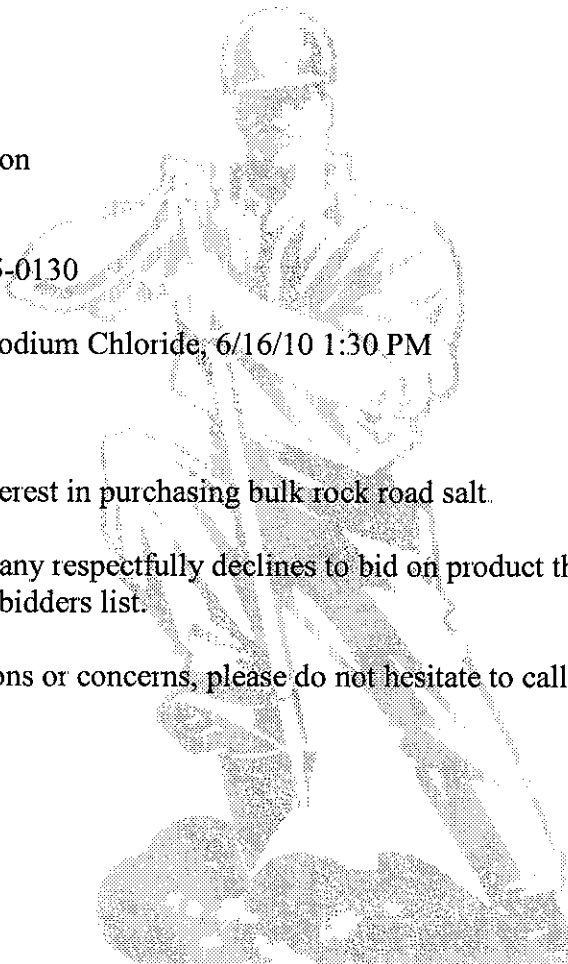 on
-0130
odium Chloride, 6/16/10 1:30 PM
erest in purchasing bulk rock road salt.
any respectfully declines to bid on product th
bidders list.
ons or concerns, please do not hesitate to call